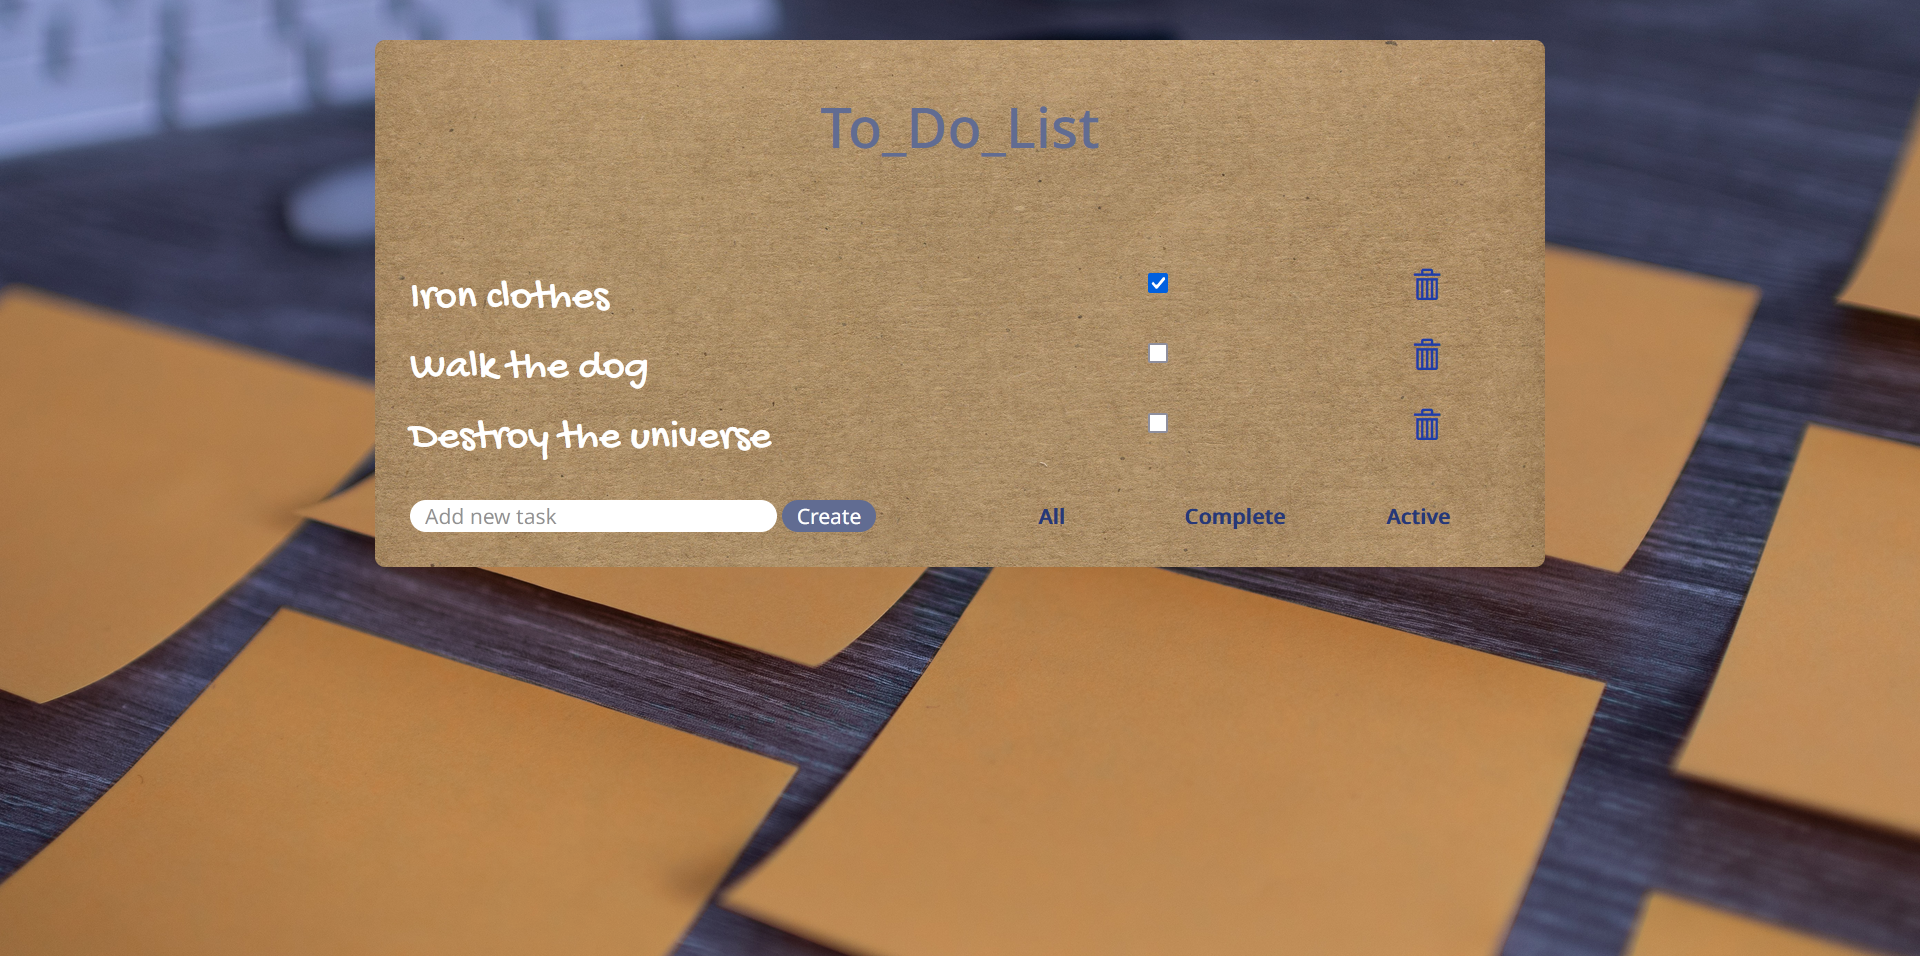 To_Do_List
Iron clothes
Walk the dog
Destroy the universe
Add new task Create All Complete Active